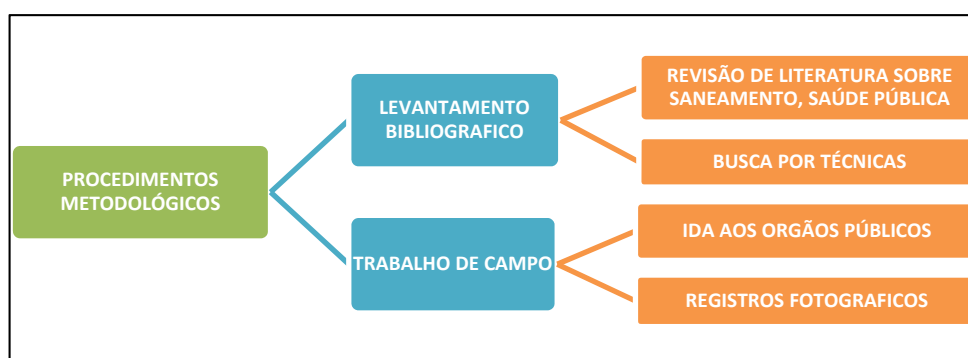 PROCEDIMENTOS
METODOLÓGICOS
LEVANTAMENTO
BIBLIOGRAFICO
TRABALHO DE CAMPO
REVISÃO DE LITERATURA SOBRE
SANEAMENTO, SAÚDE PÚBLICA
BUSCA POR TÉCNICAS
IDA AOS ORGÃOS PÚBLICOS
REGISTROS FOTOGRAFICOS